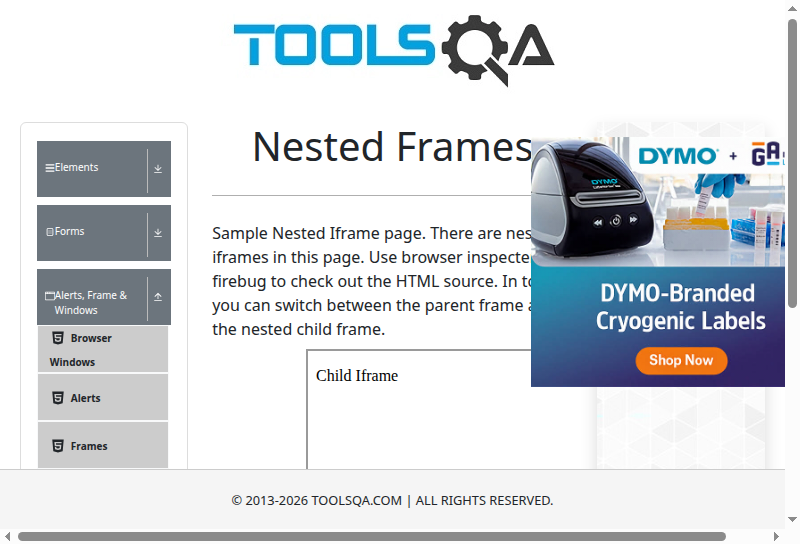 TOOLSQA
Elements
Forms
Alerts, Frame &
Windows
Browser
Windows
Alerts
Frames
Nested Frames
Sample Nested Iframe page. There are
iframes in this page. Use browser
firebug to check out the HTML source. In
you can switch between the parent frame
the nested child frame.
Child Iframe
DYMO +
DYMO
DYMO-Branded
Cryogenic Labels
Shop Now
© 2013-2026 TOOLSQA.COM | ALL RIGHTS RESERVED.